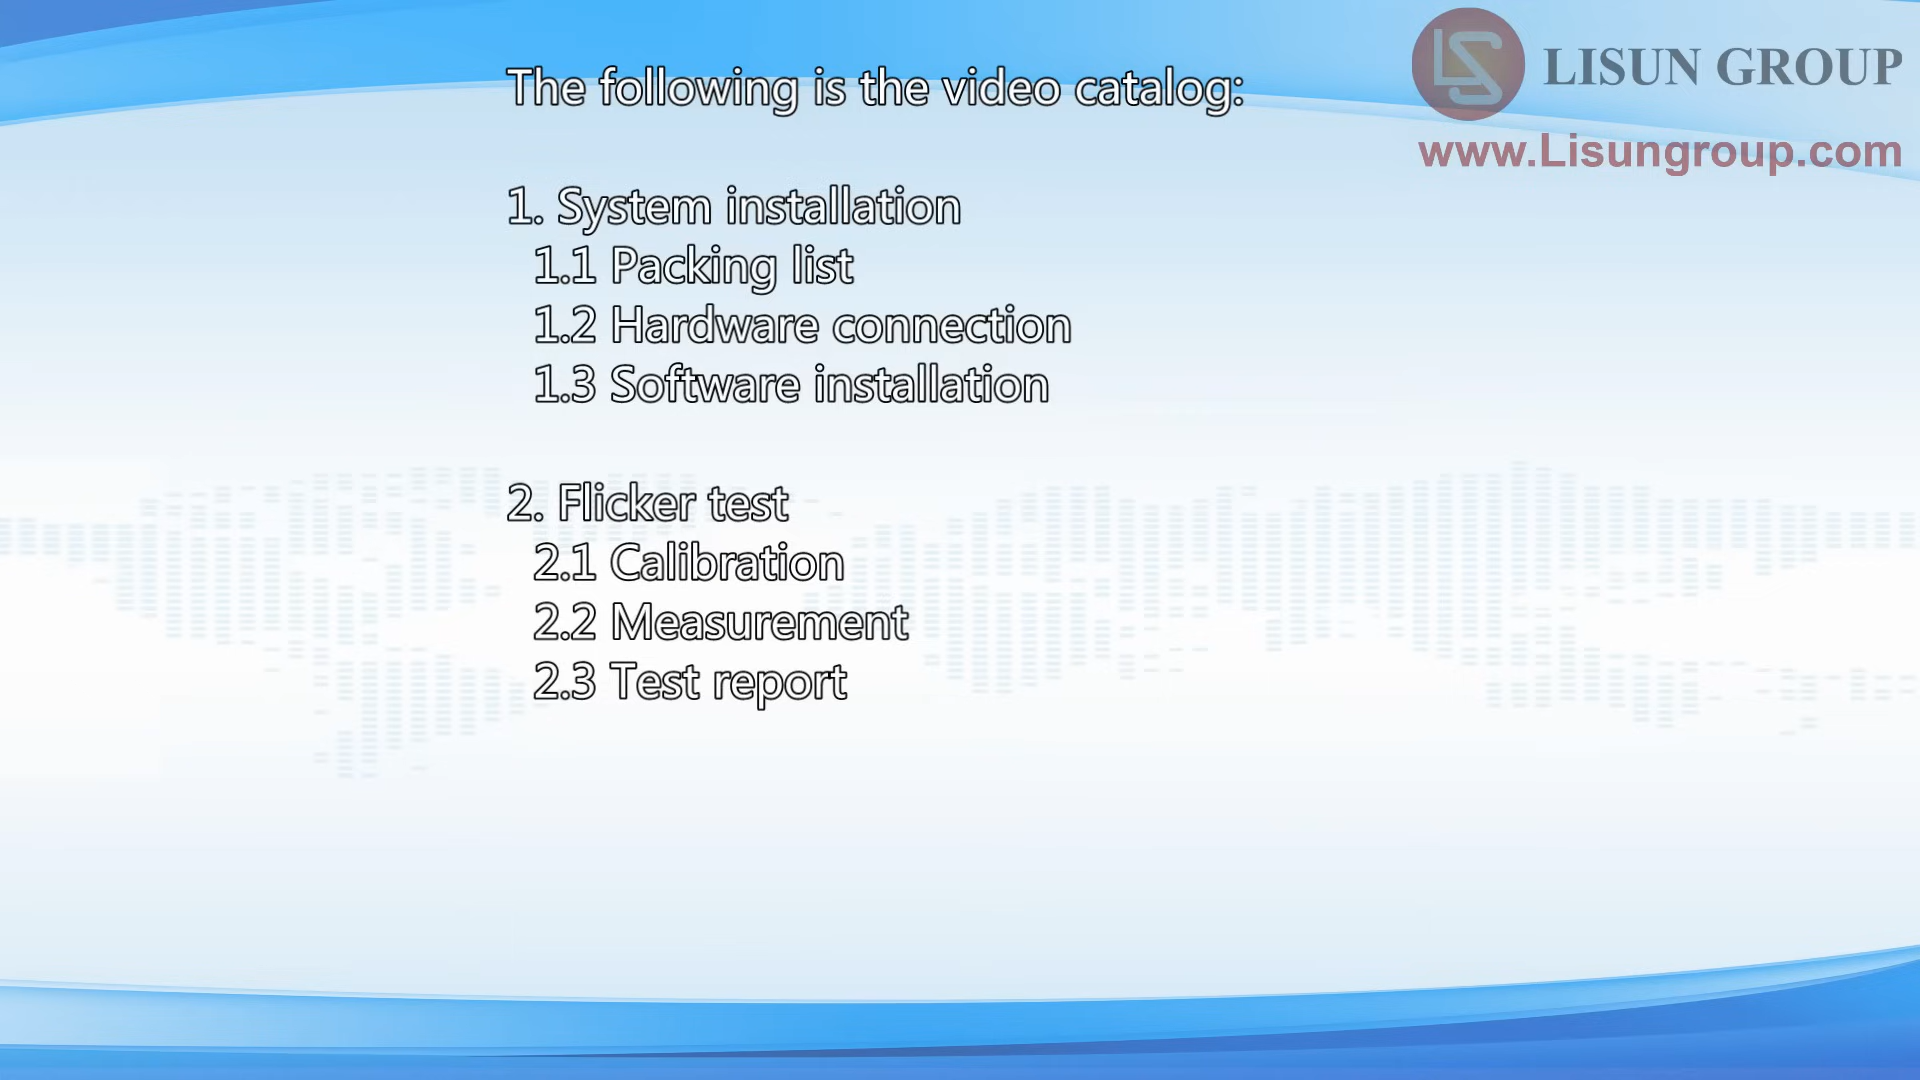 LISUN GROUP
www.Lisungroup.com
The following is the video catalog:
1. System installation
1.1 Packing list
1.2 Hardware connection
1.3 Software installation
2. Flicker test
2.1 Calibration
2.2 Measurement
2.3 Test report